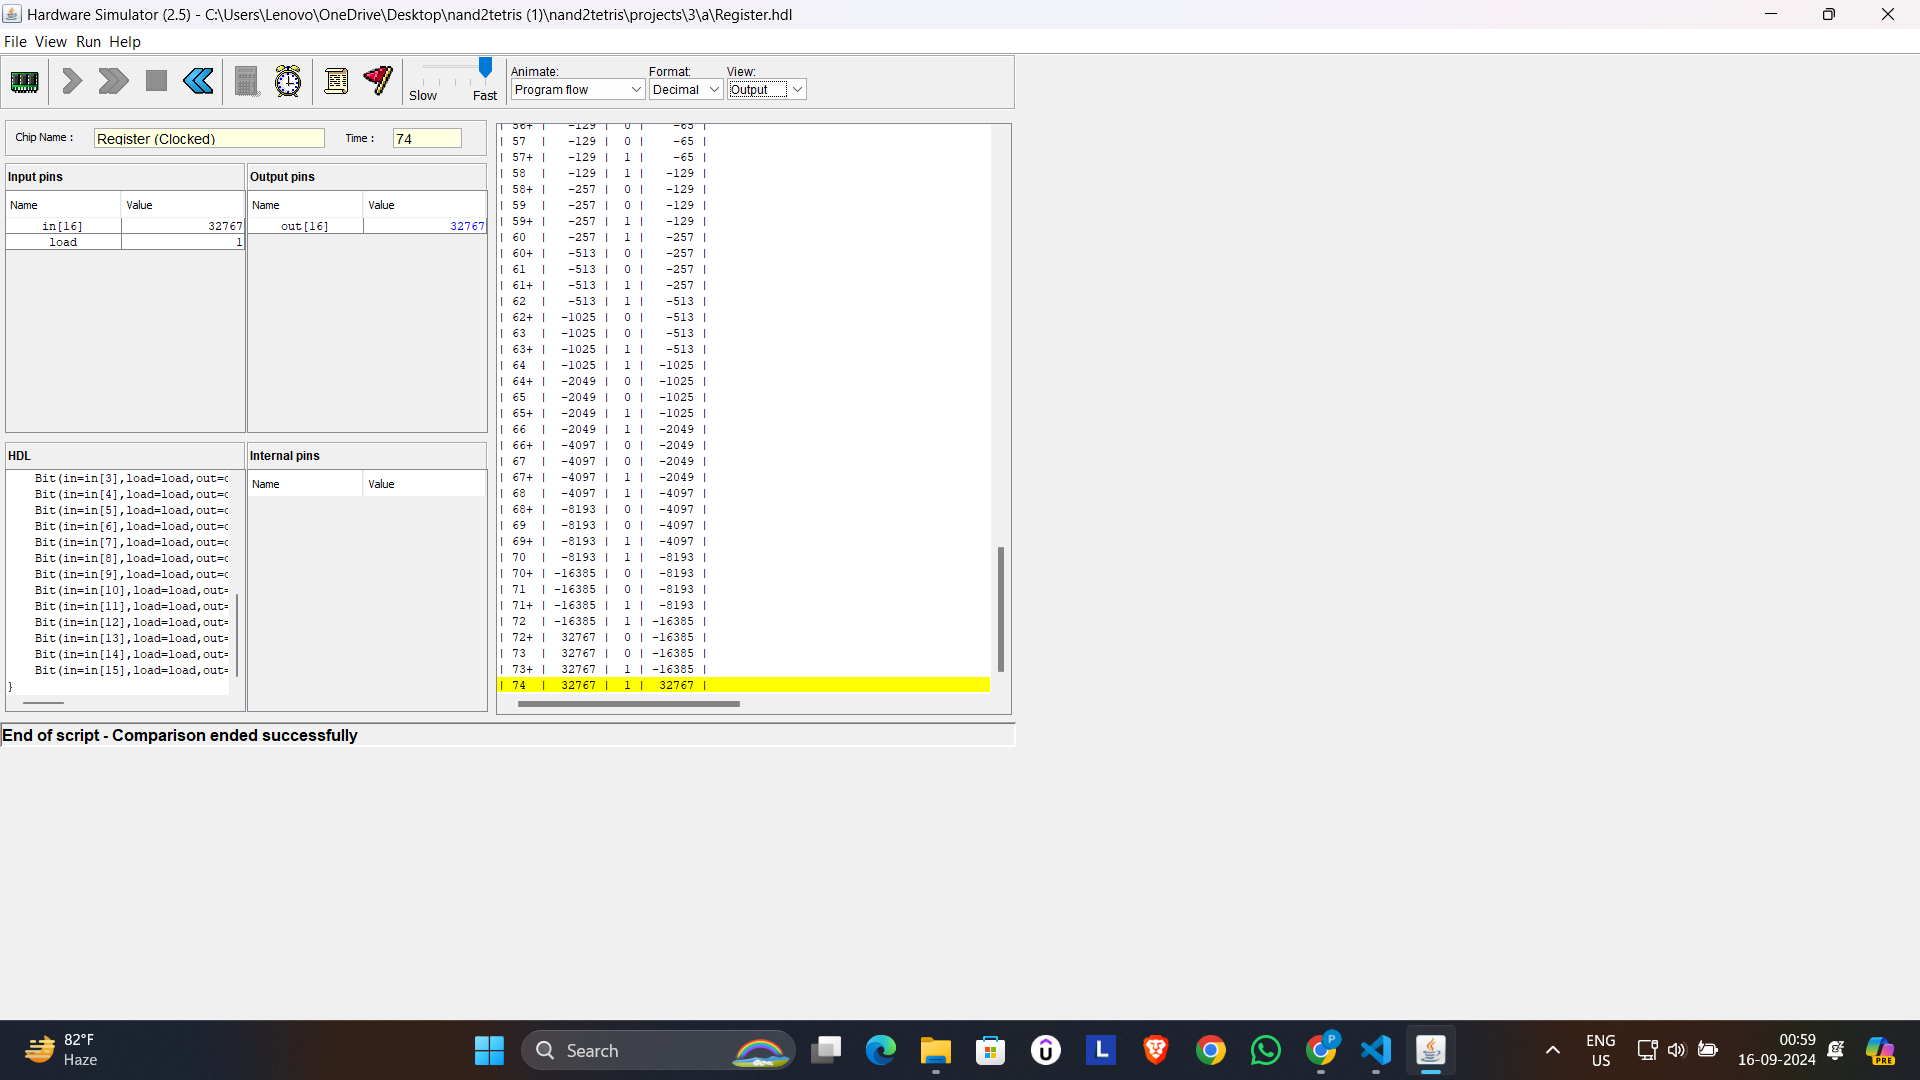 Hardware Simulator (2.5) - C:\Users\Lenovo\OneDrive\Desktop\nand2tetris (1)\nand2tetris\projects\3\a\Register.hdl
File View Run Help
Slow Fast
Animate: Format: View:
Program flow Decimal Output
Chip Name : Register (Clocked) Time : 74
Input pins
Name Value
in[16] 32767
load 1
Output pins
Name Value
out[16] 32767
HDL
Bit(in=in[3],load=load,out=
Bit(in=in[4],load=load,out=
Bit(in=in[5],load=load,out=
Bit(in=in[6],load=load,out=
Bit(in=in[7],load=load,out=
Bit(in=in[8],load=load,out=
Bit(in=in[9],load=load,out=
Bit(in=in[10],load=load,out=
Bit(in=in[11],load=load,out=
Bit(in=in[12],load=load,out=
Bit(in=in[13],load=load,out=
Bit(in=in[14],load=load,out=
Bit(in=in[15],load=load,out=
}
Internal pins
Name Value
| 56+ | -129 | 0 | -65 |
| 57 | -129 | 0 | -65 |
| 57+ | -129 | 1 | -65 |
| 58 | -129 | 1 | -129 |
| 58+ | -257 | 0 | -129 |
| 59 | -257 | 0 | -129 |
| 59+ | -257 | 1 | -129 |
| 60 | -257 | 1 | -257 |
| 60+ | -513 | 0 | -257 |
| 61 | -513 | 0 | -257 |
| 61+ | -513 | 1 | -257 |
| 62 | -513 | 1 | -513 |
| 62+ | -1025 | 0 | -513 |
| 63 | -1025 | 0 | -513 |
| 63+ | -1025 | 1 | -513 |
| 64 | -1025 | 1 | -1025 |
| 64+ | -2049 | 0 | -1025 |
| 65 | -2049 | 0 | -1025 |
| 65+ | -2049 | 1 | -1025 |
| 66 | -2049 | 1 | -2049 |
| 66+ | -4097 | 0 | -2049 |
| 67 | -4097 | 0 | -2049 |
| 67+ | -4097 | 1 | -2049 |
| 68 | -4097 | 1 | -4097 |
| 68+ | -8193 | 0 | -4097 |
| 69 | -8193 | 0 | -4097 |
| 69+ | -8193 | 1 | -4097 |
| 70 | -8193 | 1 | -8193 |
| 70+ | -16385 | 0 | -8193 |
| 71 | -16385 | 0 | -8193 |
| 71+ | -16385 | 1 | -8193 |
| 72 | -16385 | 1 | -16385 |
| 72+ | 32767 | 0 | -16385 |
| 73 | 32767 | 0 | -16385 |
| 73+ | 32767 | 1 | -16385 |
| 74 | 32767 | 1 | 32767 |
End of script - Comparison ended successfully
82°F
Haze
Search
L
P
ENG
US
00:59
16-09-2024
PRE